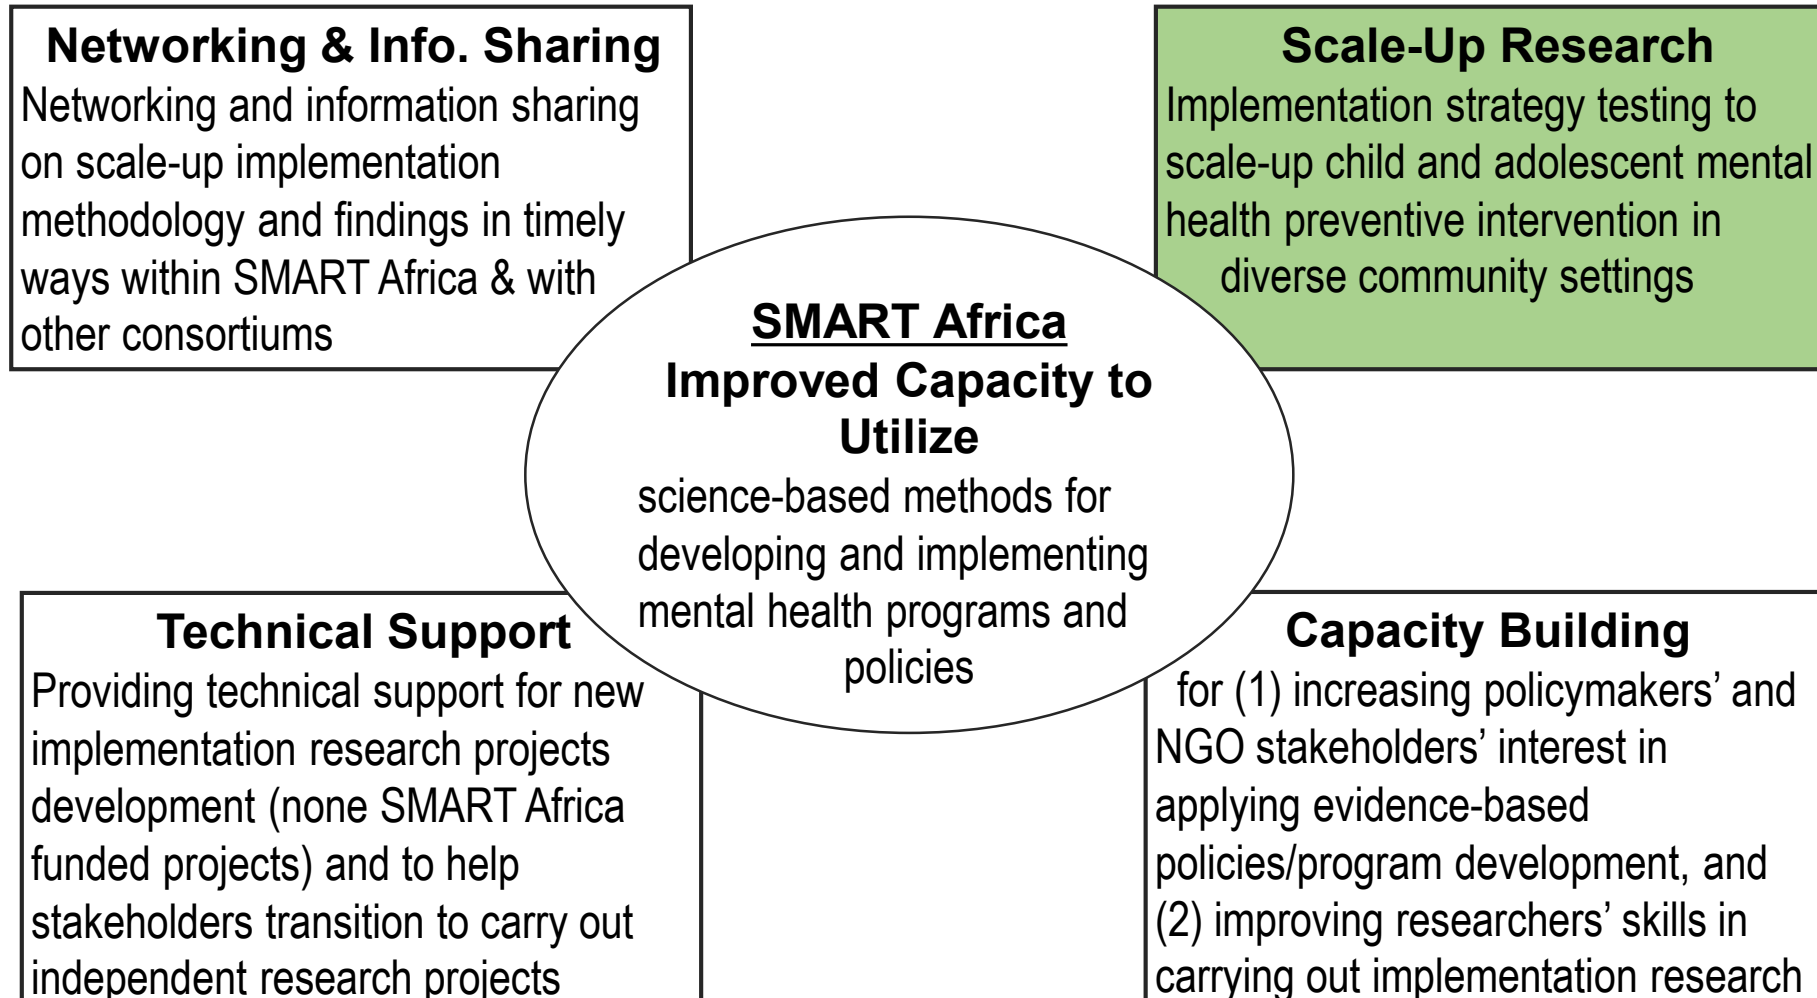 Networking & Info. Sharing
Networking and information sharing
on scale-up implementation
methodology and findings in timely
ways within SMART Africa & with
other consortiums
Scale-Up Research
Implementation strategy testing to
scale-up child and adolescent mental
health preventive intervention in
diverse community settings
SMART Africa
Improved Capacity to
Utilize
science-based methods for
developing and implementing
mental health programs and
policies
Technical Support
Providing technical support for new
implementation research projects
development (none SMART Africa
funded projects) and to help
stakeholders transition to carry out
independent research projects
Capacity Building
for (1) increasing policymakers’ and
NGO stakeholders’ interest in
applying evidence-based
policies/program development, and
(2) improving researchers’ skills in
carrying out implementation research